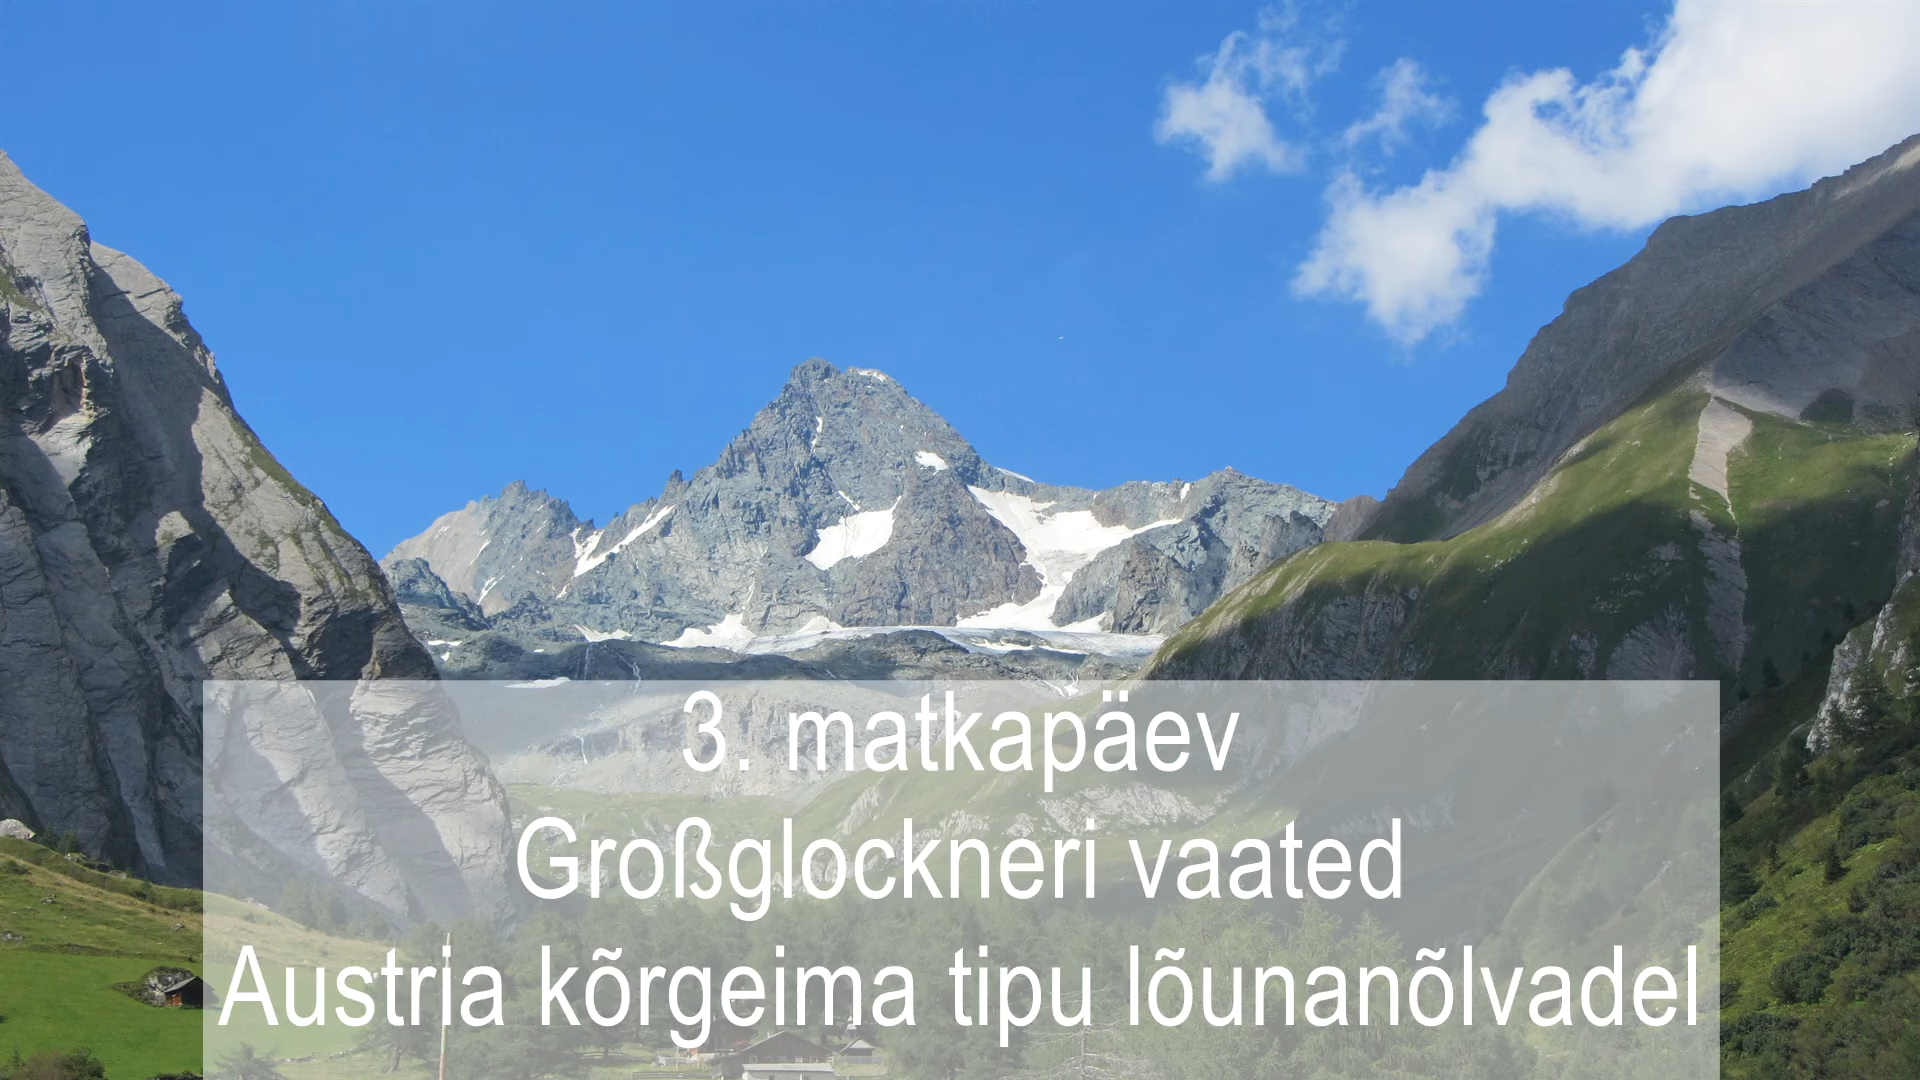 3. matkapäev
Großglockneri vaated
Austria kõrgeima tipu lõunanõlvadel